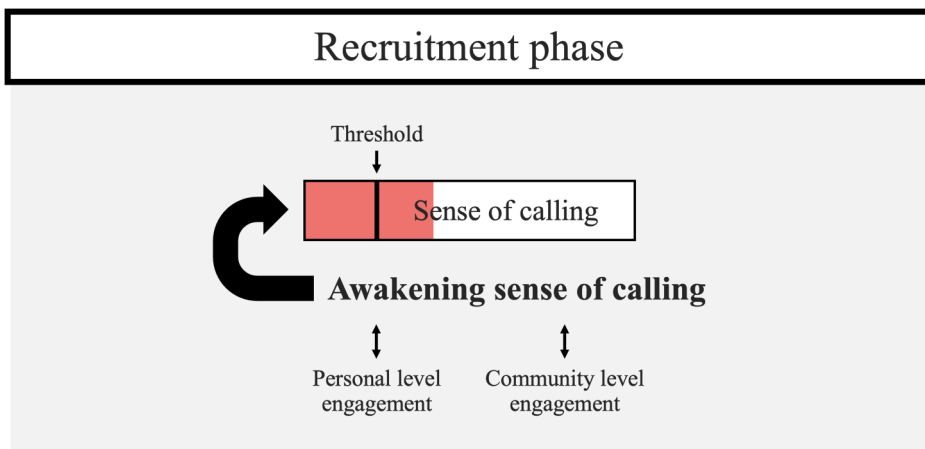 Recruitment phase
Threshold
Sense of calling
Awakening sense of calling
Personal level
engagement
Community level
engagement